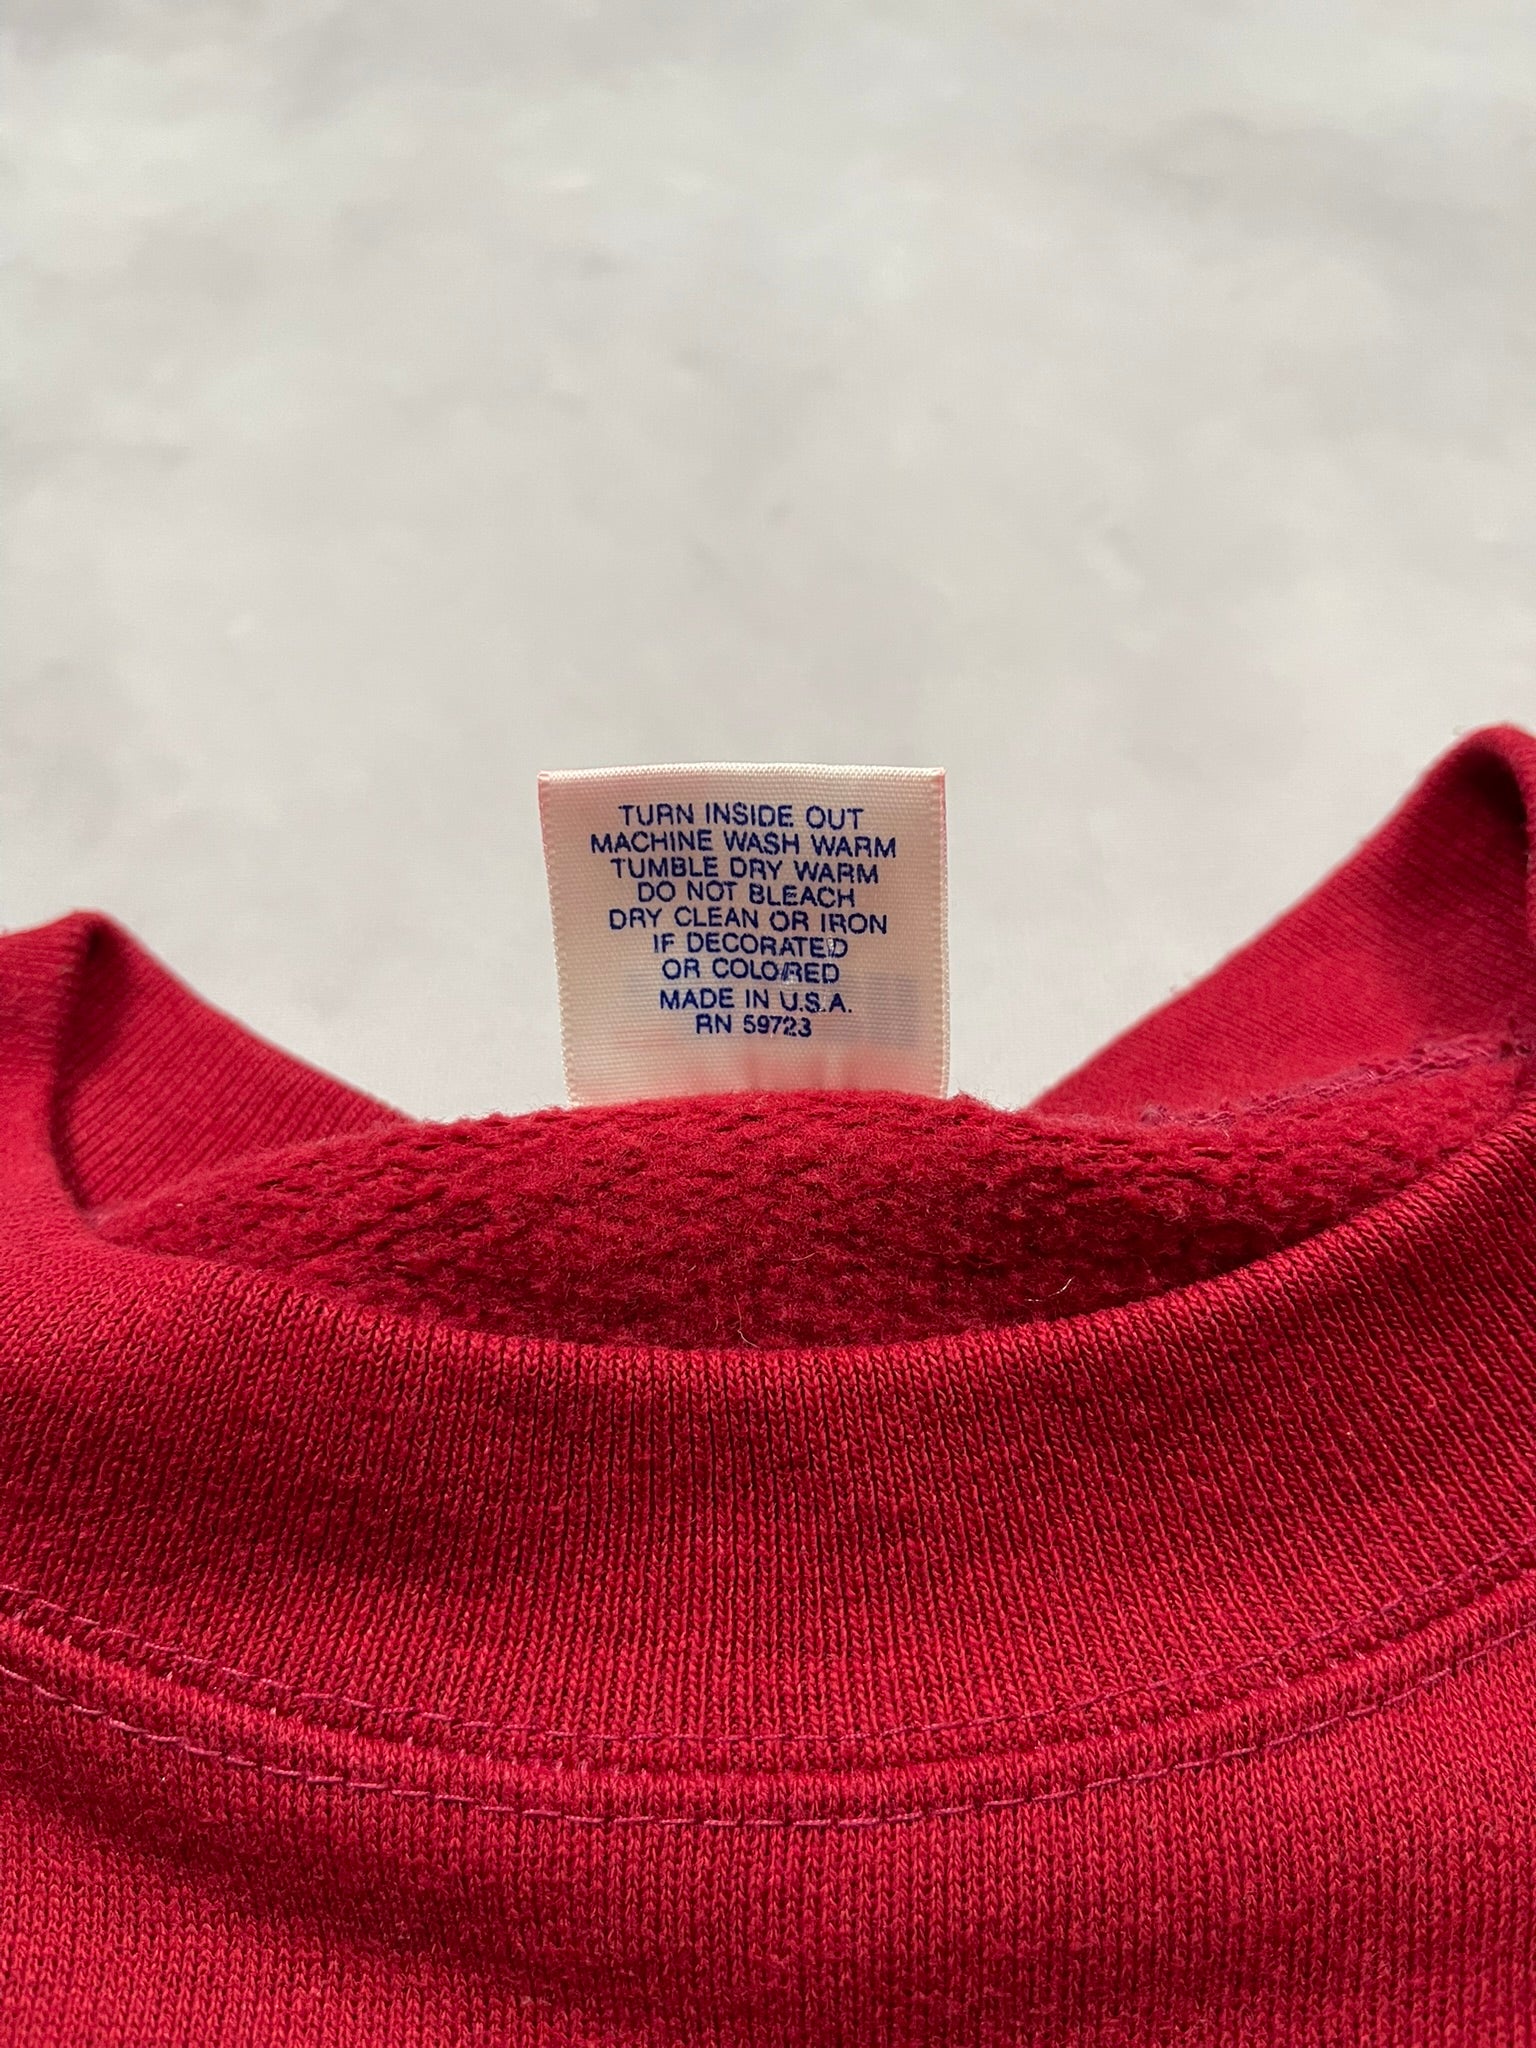 TURN INSIDE OUT
MACHINE WASH WARM
TUMBLE DRY WARM
DO NOT BLEACH
DRY CLEAN OR IRON
IF DECORATED
OR COLORED
MADE IN U.S.A.
RN 59723